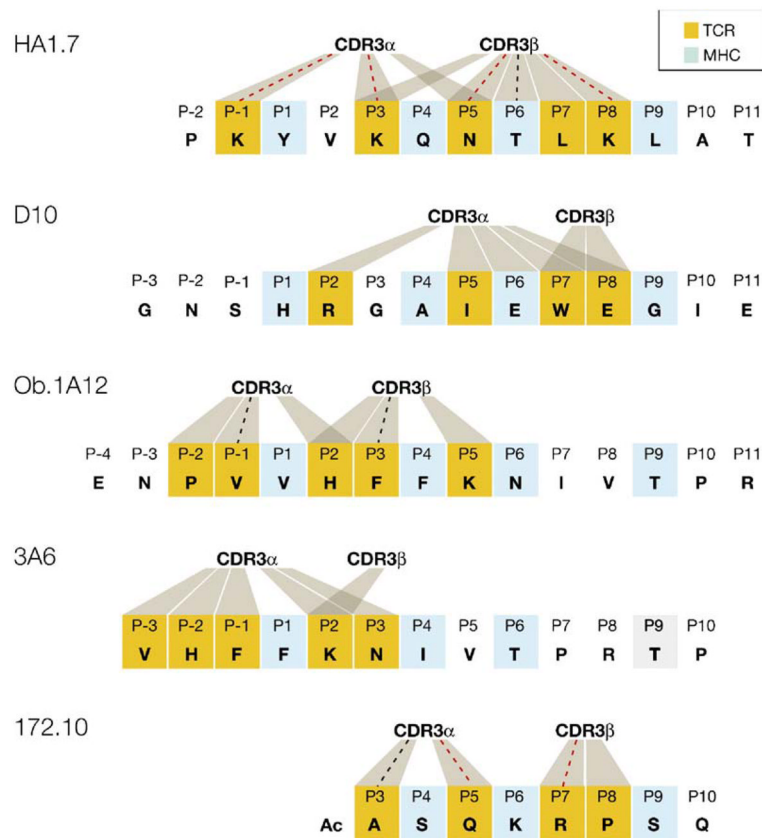 HA1.7
CDR3α CDR3β
TCR
MHC
P-2 P-1 P1 P2 P3 P4 P5 P6 P7 P8 P9 P10 P11
P K Y V K Q N T L K L A T
D10
CDR3α CDR3β
P-3 P-2 P-1 P1 P2 P3 P4 P5 P6 P7 P8 P9 P10 P11
G N S H R G A I E W E G I E
Ob.1A12
CDR3α CDR3β
P-4 P-3 P-2 P-1 P1 P2 P3 P4 P5 P6 P7 P8 P9 P10 P11
E N P V V H F F K N I V T P R
3A6
CDR3α CDR3β
P-3 P-2 P-1 P1 P2 P3 P4 P5 P6 P7 P8 P9 P10
V H F F K N I V T P R T P
172.10
CDR3α CDR3β
P3 P4 P5 P6 P7 P8 P9 P10
Ac A S Q K R P S Q